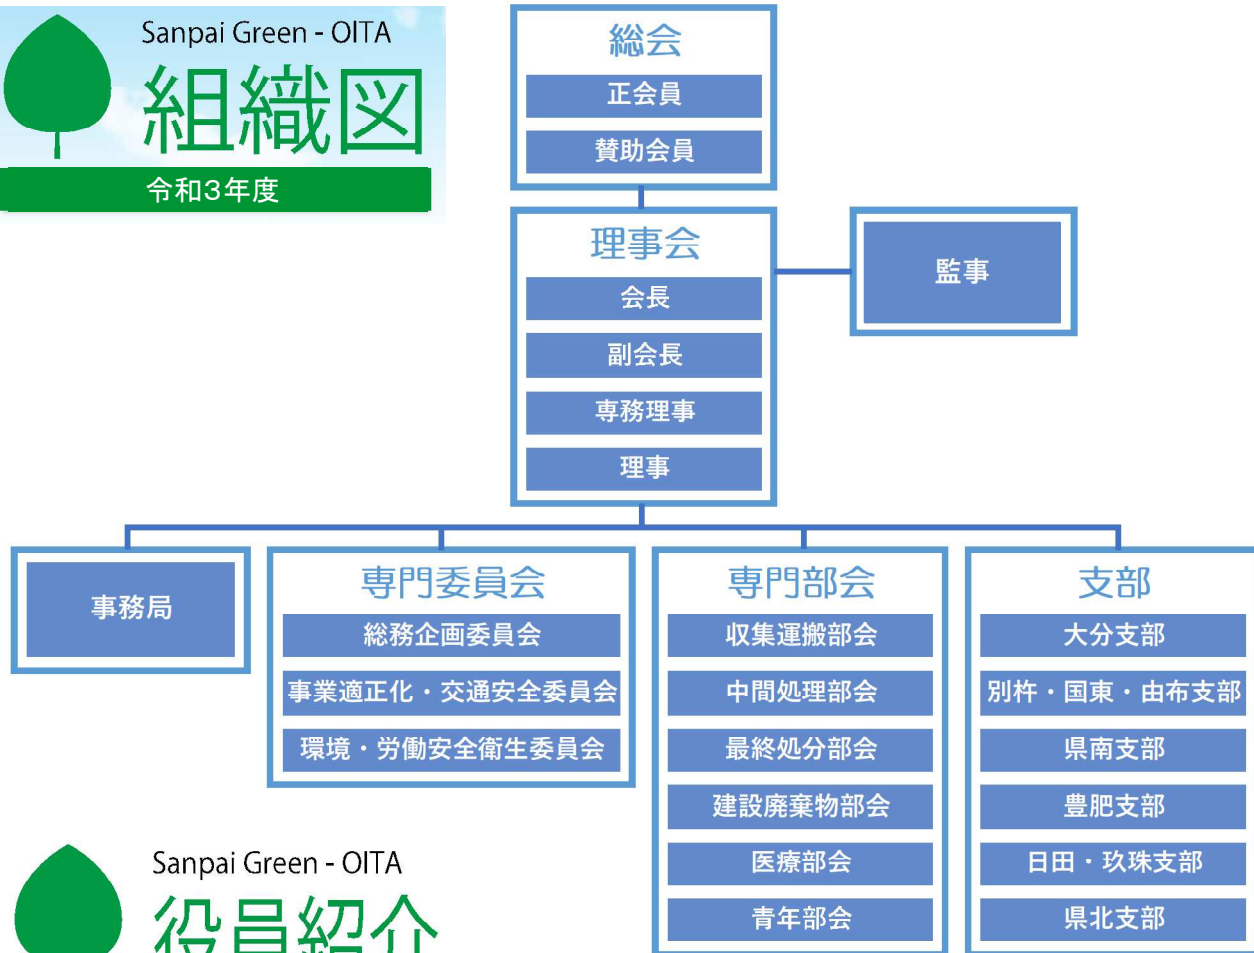 Sanpai Green - OITA
組織図
令和3年度
総会
正会員
賛助会員
理事会
会長
副会長
専務理事
理事
監事
事務局
専門委員会
総務企画委員会
事業適正化・交通安全委員会
環境・労働安全衛生委員会
専門部会
収集運搬部会
中間処理部会
最終処分部会
建設廃棄物部会
医療部会
青年部会
支部
大分支部
別杵・国東・由布支部
県南支部
豊肥支部
日田・玖珠支部
県北支部
Sanpai Green - OITA
役員紹介